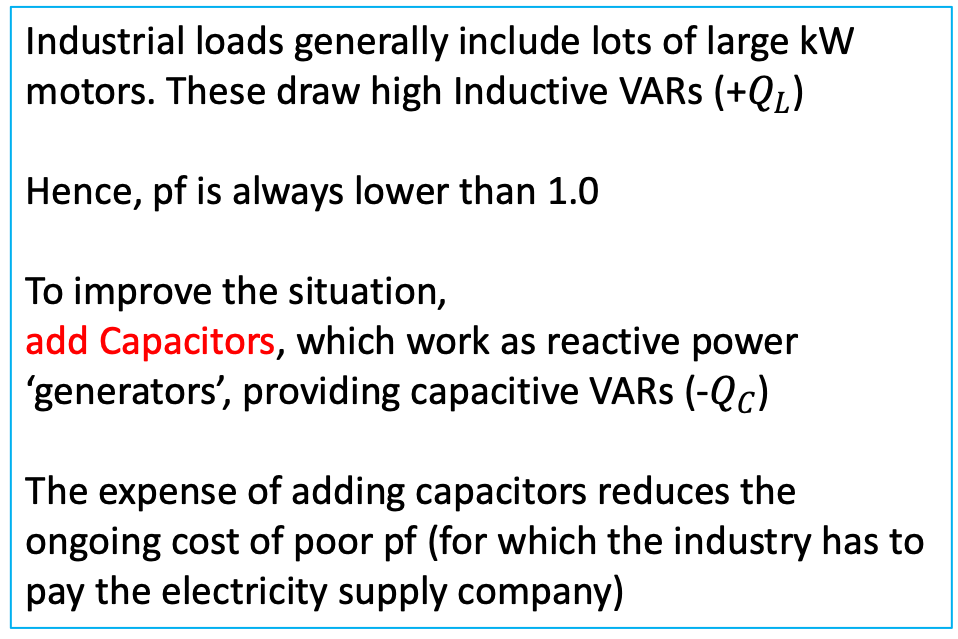 Industrial loads generally include lots of large kW
motors. These draw high Inductive VARs (+Q_L)
Hence, pf is always lower than 1.0
To improve the situation,
add Capacitors, which work as reactive power
‘generators’, providing capacitive VARs (-Q_C)
The expense of adding capacitors reduces the
ongoing cost of poor pf (for which the industry has to
pay the electricity supply company)